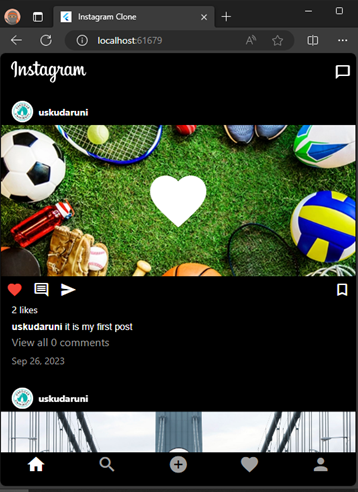 Instagram Clone
localhost:61679
Instagram
uskudaruni
2 likes
uskudaruni it is my first post
View all 0 comments
Sep 26, 2023
uskudaruni